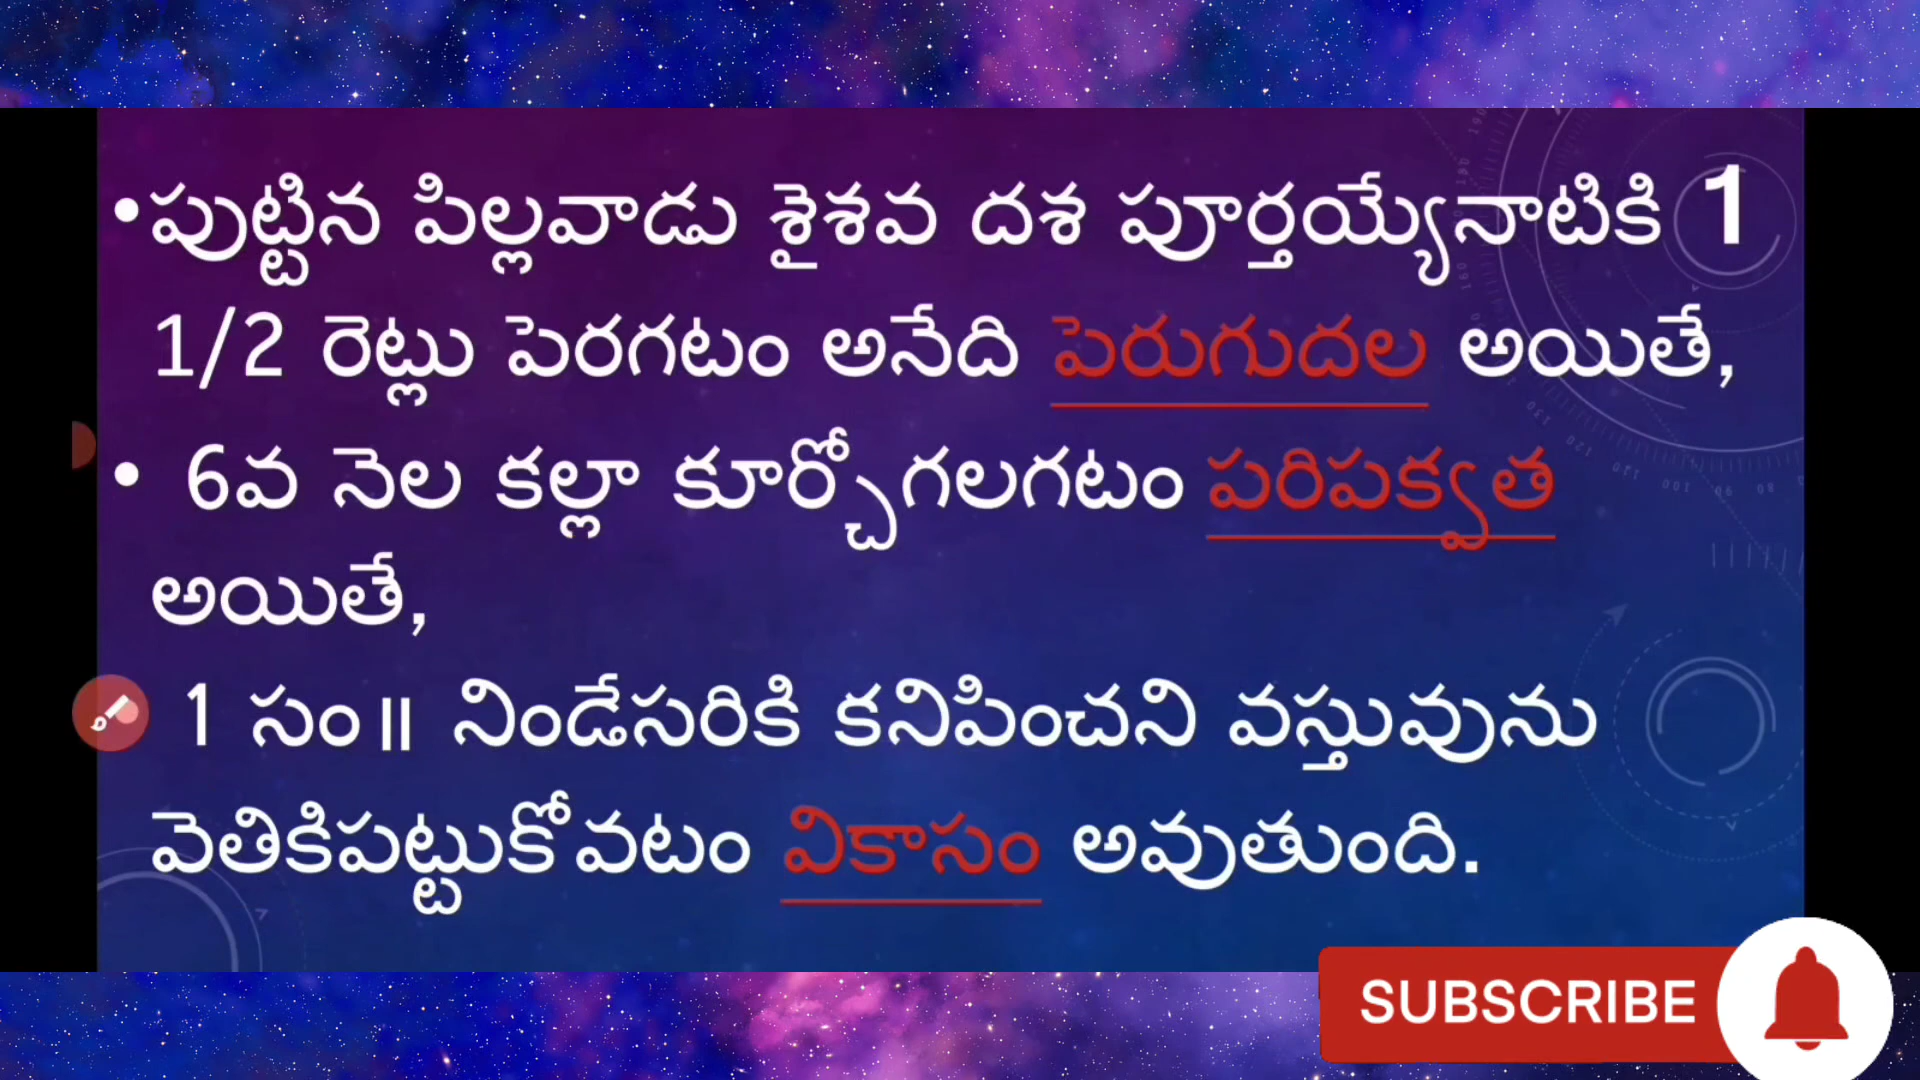 •పుట్టిన పిల్లవాడు శైశవ దశ పూర్తయ్యేనాటికి 1
1/2 రెట్లు పెరగటం అనేది పెరుగుదల అయితే,
• 6వ నెల కల్లా కూర్చోగలగటం పరిపక్వత
అయితే,
1 సం॥ నిండేసరికి కనిపించని వస్తువును
వెతికిపట్టుకోవటం వికాసం అవుతుంది.
SUBSCRIBE